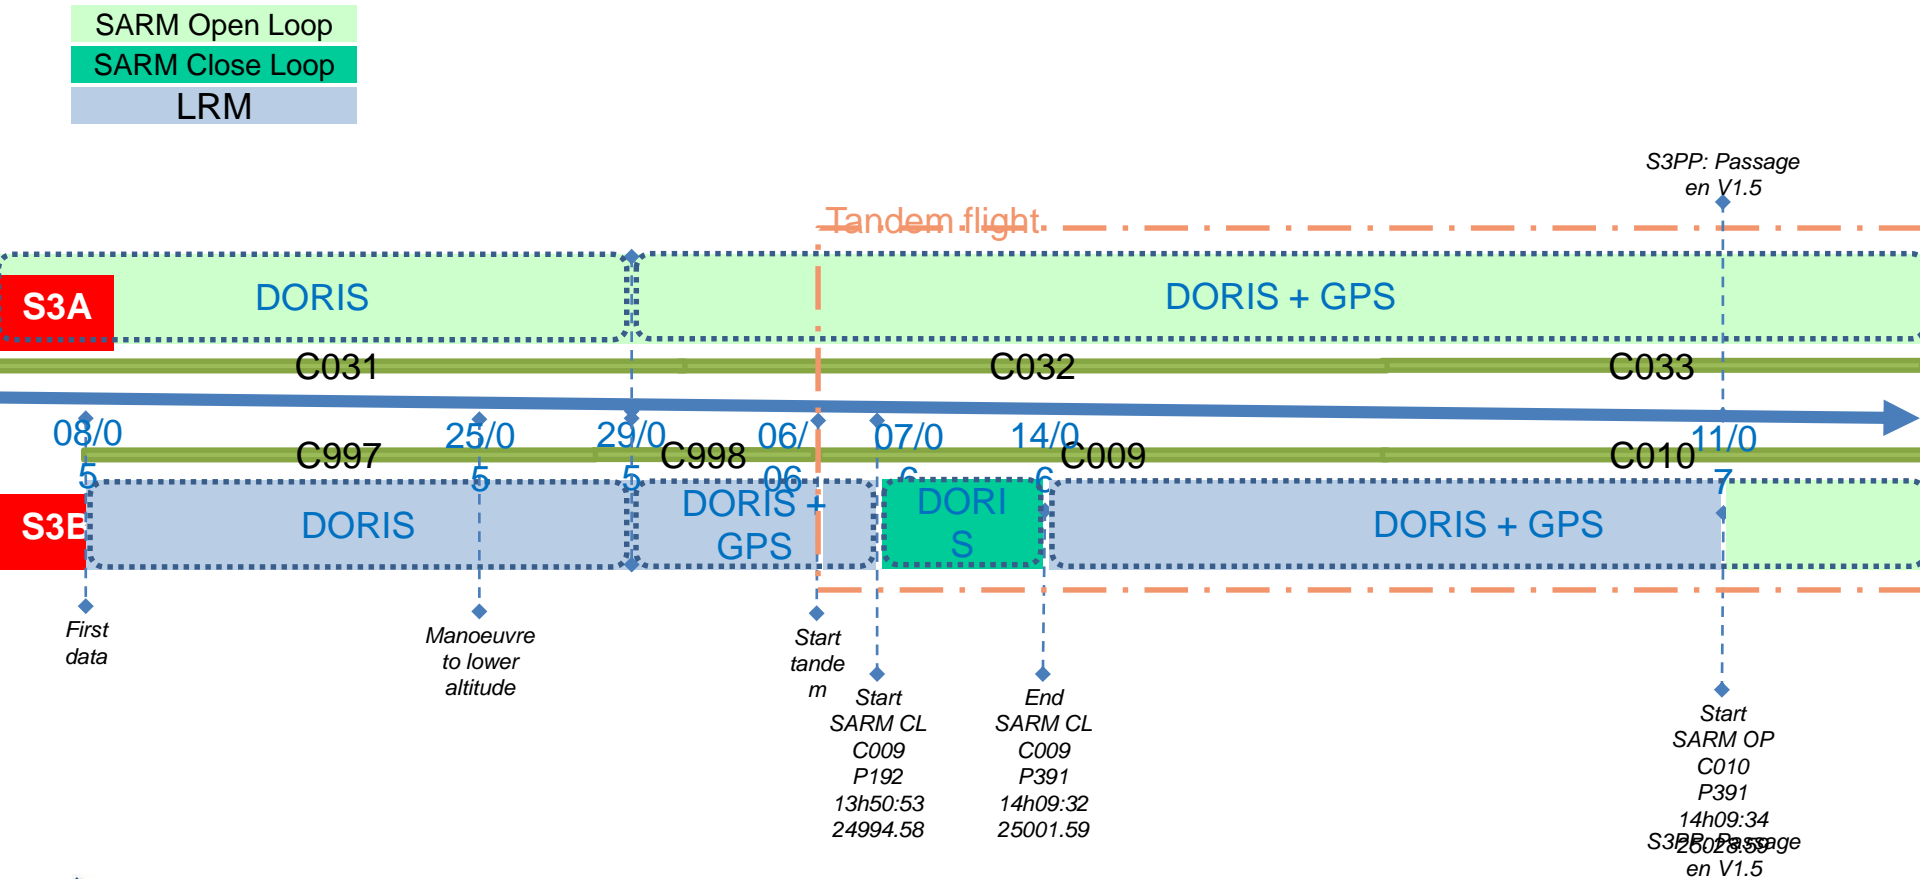 SARM Open Loop
SARM Close Loop
LRM
S3PP: Passage
en V1.5
Tandem flight
S3A
DORIS
DORIS + GPS
C031
C032
C033
08/0
5
25/0
5
29/0
5
06/
06
07/0
6
14/0
6
11/0
7
C997
C998
C009
C010
S3B
DORIS
DORIS +
GPS
DORI
S
DORIS + GPS
First
data
Manoeuvre
to lower
altitude
Start
tande
m
Start
SARM CL
C009
P192
13h50:53
24994.58
End
SARM CL
C009
P391
14h09:32
25001.59
Start
SARM OP
C010
P391
14h09:34
25028.59
S3PP: Passage
en V1.5